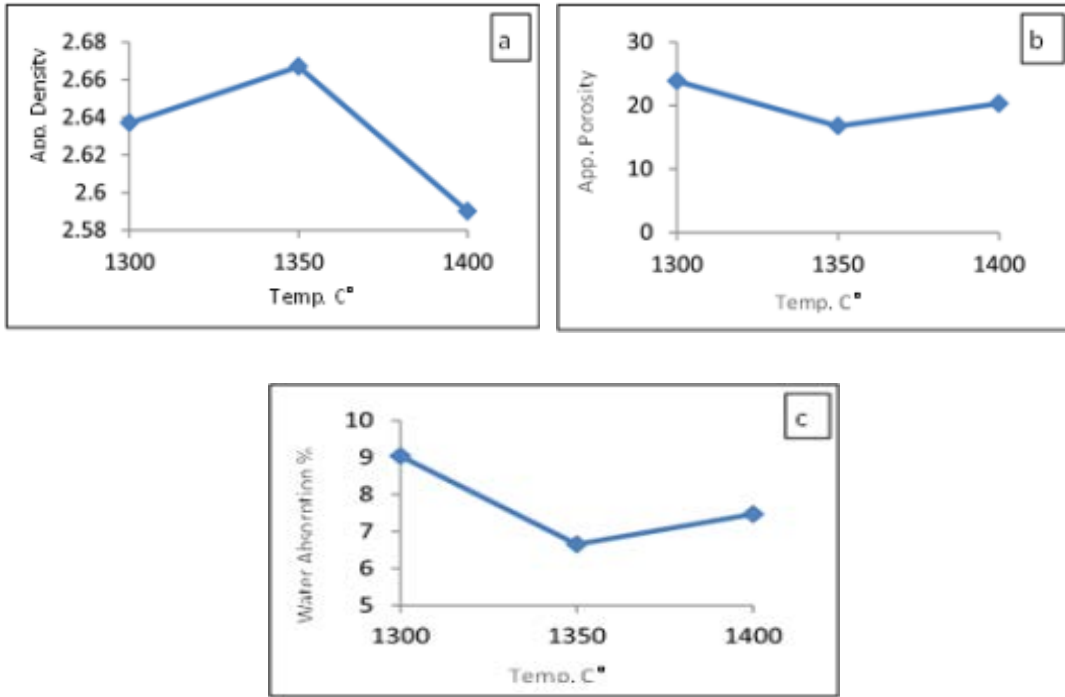 a
2.68
2.66
2.64
2.62
2.6
2.58
App. Density
1300 1350 1400
Temp. C°
b
30
20
10
0
App. Porosity
1300 1350 1400
Temp. C°
c
10
9
8
7
6
5
Water Absorption %
1300 1350 1400
Temp. C°